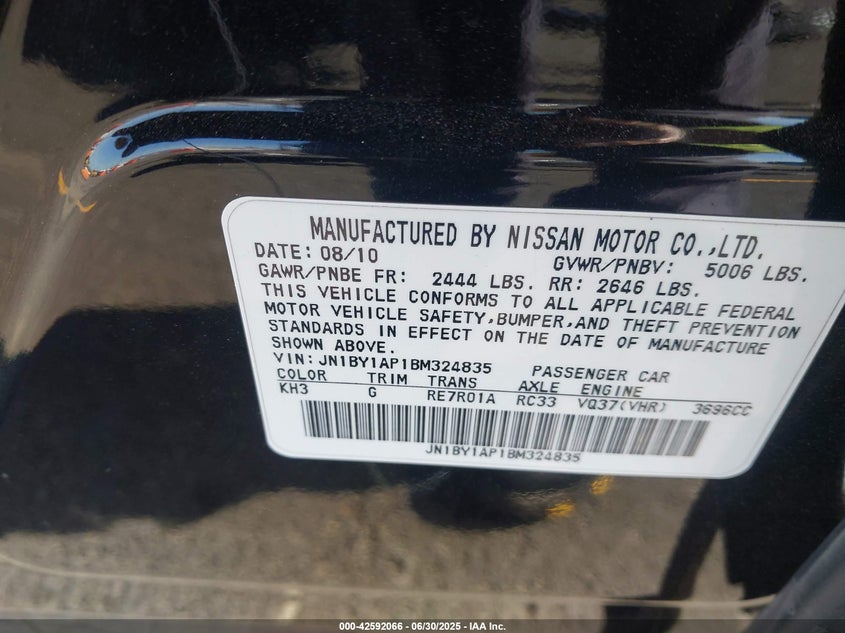 MANUFACTURED BY NISSAN MOTOR CO.,LTD.
DATE: 08/10 GVWR/PNBV: 5006 LBS.
GAWR/PNBE FR: 2444 LBS. RR: 2646 LBS.
THIS VEHICLE CONFORMS TO ALL APPLICABLE FEDERAL
MOTOR VEHICLE SAFETY,BUMPER,AND THEFT PREVENTION
STANDARDS IN EFFECT ON THE DATE OF MANUFACTURE
SHOWN ABOVE.
VIN: JN1BY1AP1BM324835 PASSENGER CAR
COLOR TRIM TRANS AXLE ENGINE
KH3 G RE7R01A RC33 VQ37(VHR) 3696CC
JN1BY1AP1BM324835
000-42592066 - 06/30/2025 - IAA Inc.